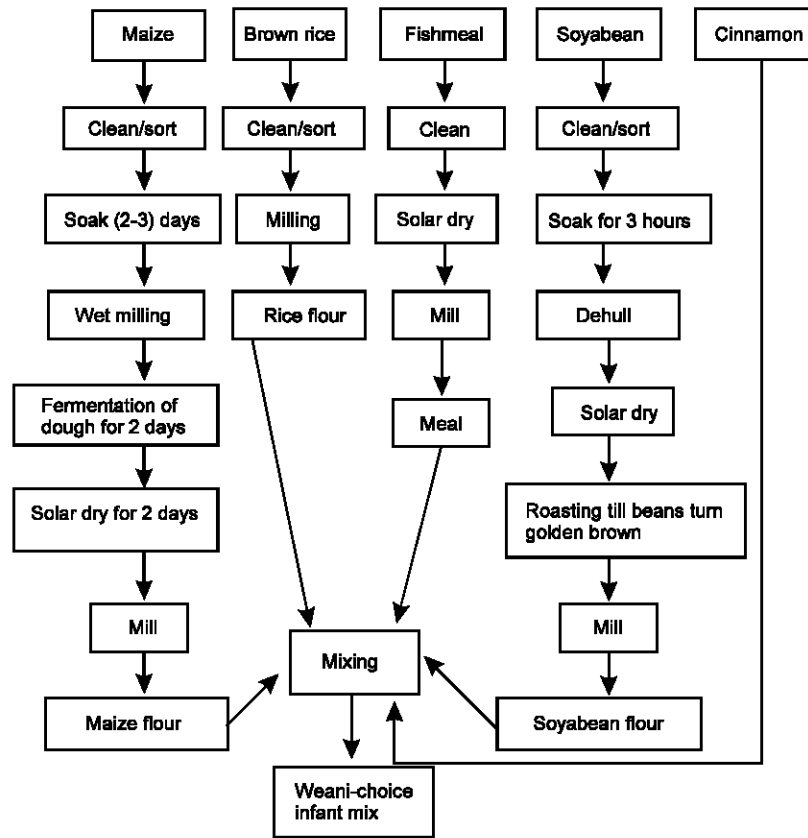 Maize
Brown rice
Fishmeal
Soyabean
Cinnamon
Clean/sort
Clean/sort
Clean
Clean/sort
Soak (2-3) days
Milling
Solar dry
Soak for 3 hours
Wet milling
Rice flour
Mill
Dehull
Fermentation of
dough for 2 days
Meal
Solar dry
Solar dry for 2 days
Roasting till beans turn
golden brown
Mill
Mixing
Mill
Maize flour
Soyabean flour
Weani-choice
infant mix